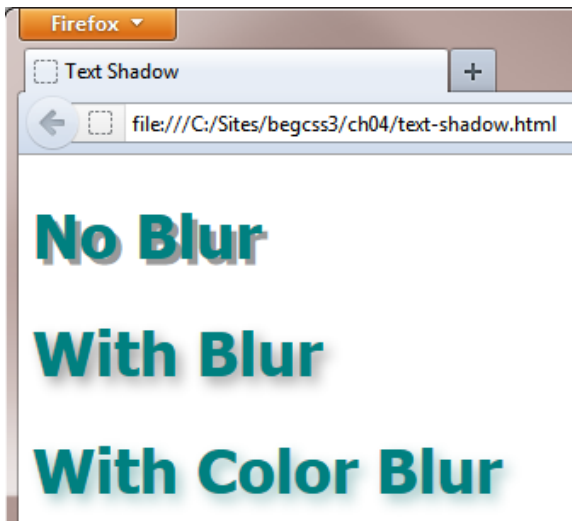 Firefox
Text Shadow
file:///C:/Sites/begcss3/ch04/text-shadow.html
No Blur
With Blur
With Color Blur